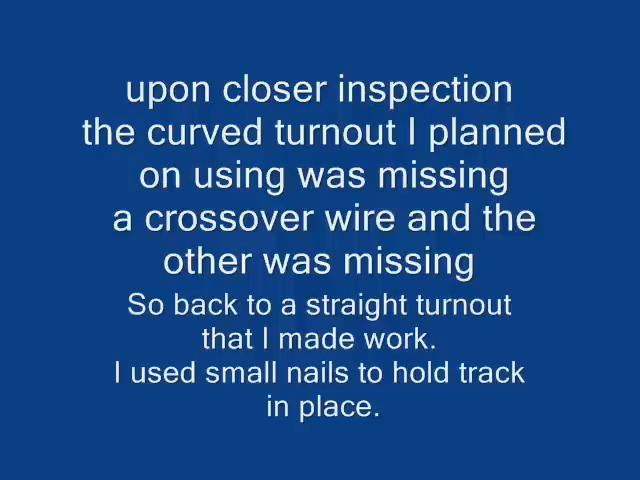 upon closer inspection
the curved turnout I planned
on using was missing
a crossover wire and the
other was missing
So back to a straight turnout
that I made work.
I used small nails to hold track
in place.